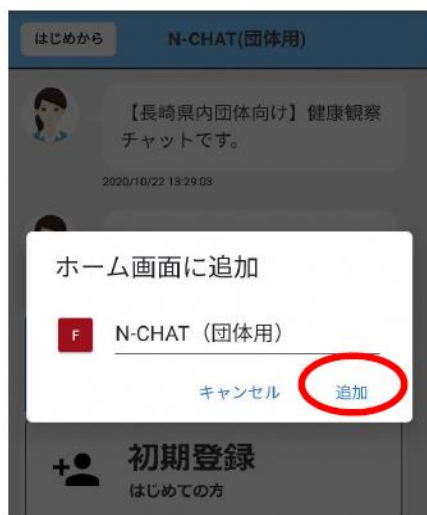 はじめから
N-CHAT(団体用)
【長崎県内団体向け】健康観察
チャットです。
2020/10/22 13:29:03
ホーム画面に追加
F
N-CHAT（団体用）
キャンセル
追加
初期登録
はじめての方